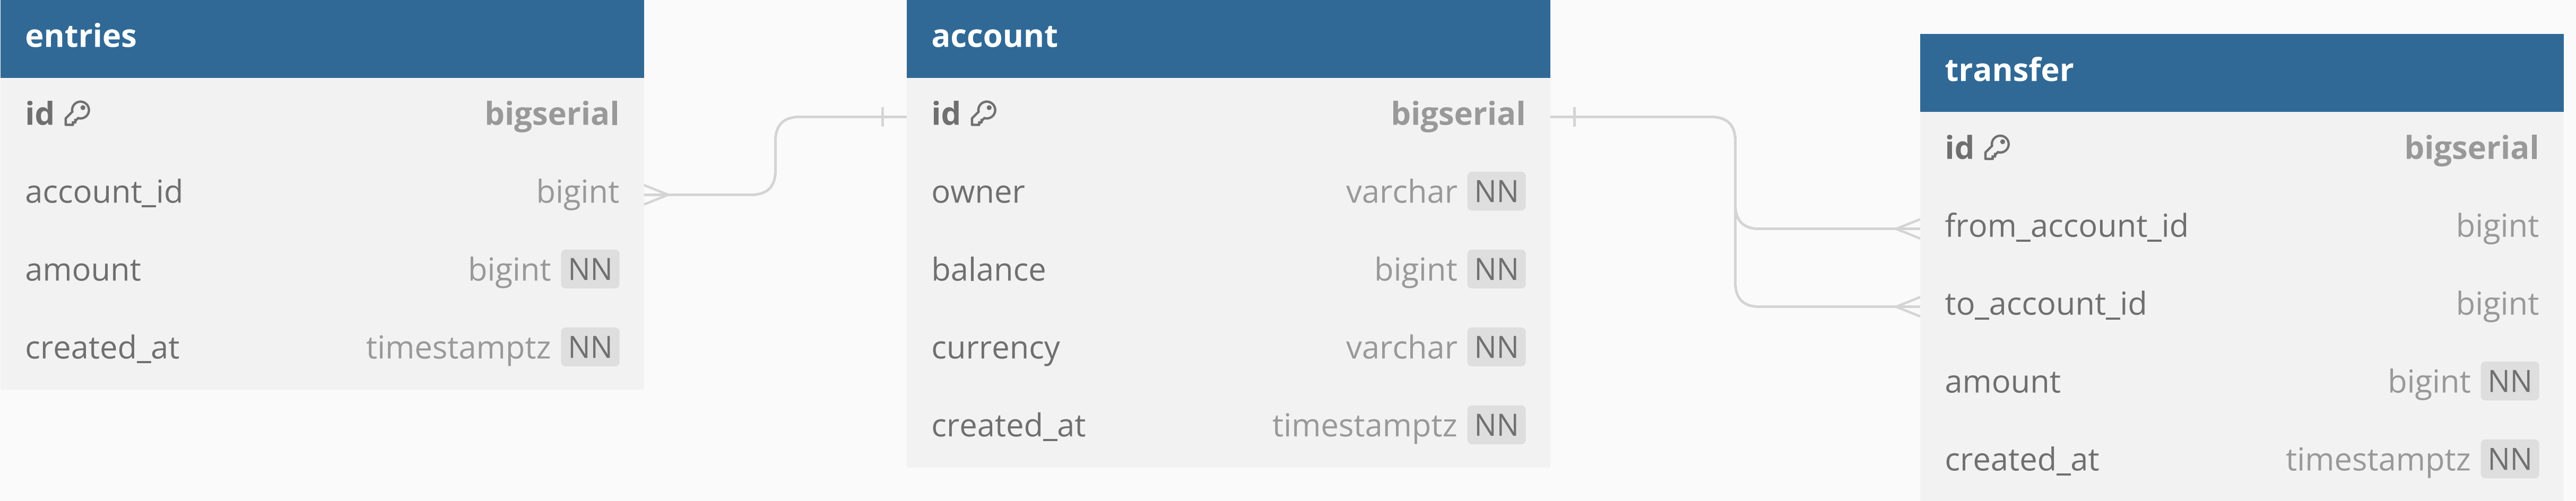 entries
id bigserial
account_id bigint
amount bigint NN
created_at timestamptz NN
account
id bigserial
owner varchar NN
balance bigint NN
currency varchar NN
created_at timestamptz NN
transfer
id bigserial
from_account_id bigint
to_account_id bigint
amount bigint NN
created_at timestamptz NN